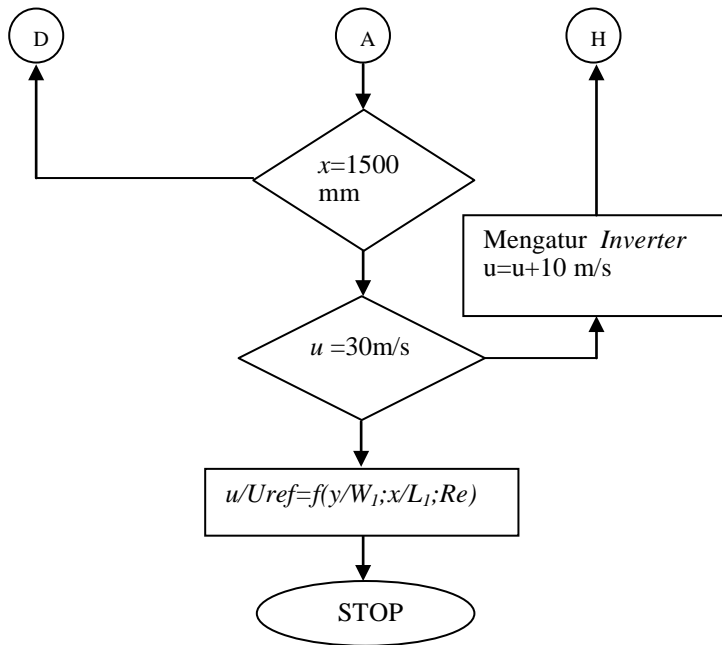 D
A
H
x=1500
mm
Mengatur Inverter
u=u+10 m/s
u =30m/s
u/Uref=f(y/W₁;x/L₁;Re)
STOP